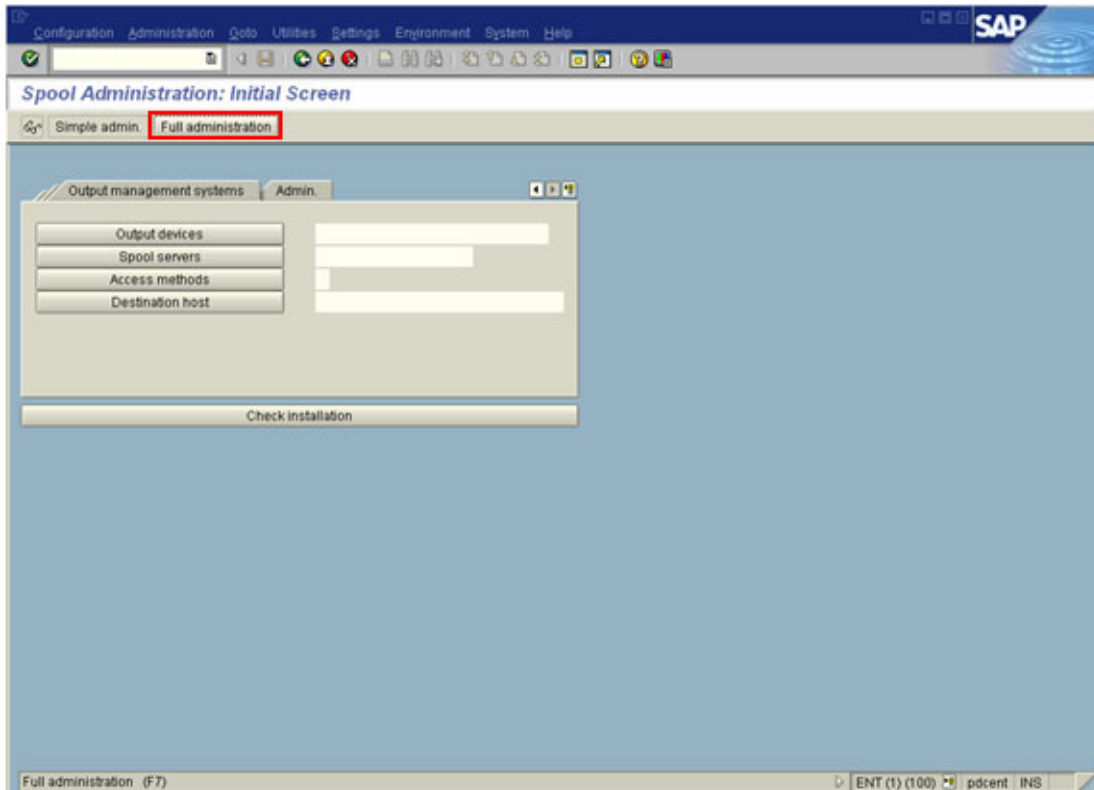 Configuration Administration Goto Utilities Settings Environment System Help
SAP
Spool Administration: Initial Screen
Simple admin. Full administration
Output management systems Admin.
Output devices
Spool servers
Access methods
Destination host
Check installation
Full administration (F7) ENT (1) (100) pdcent INS